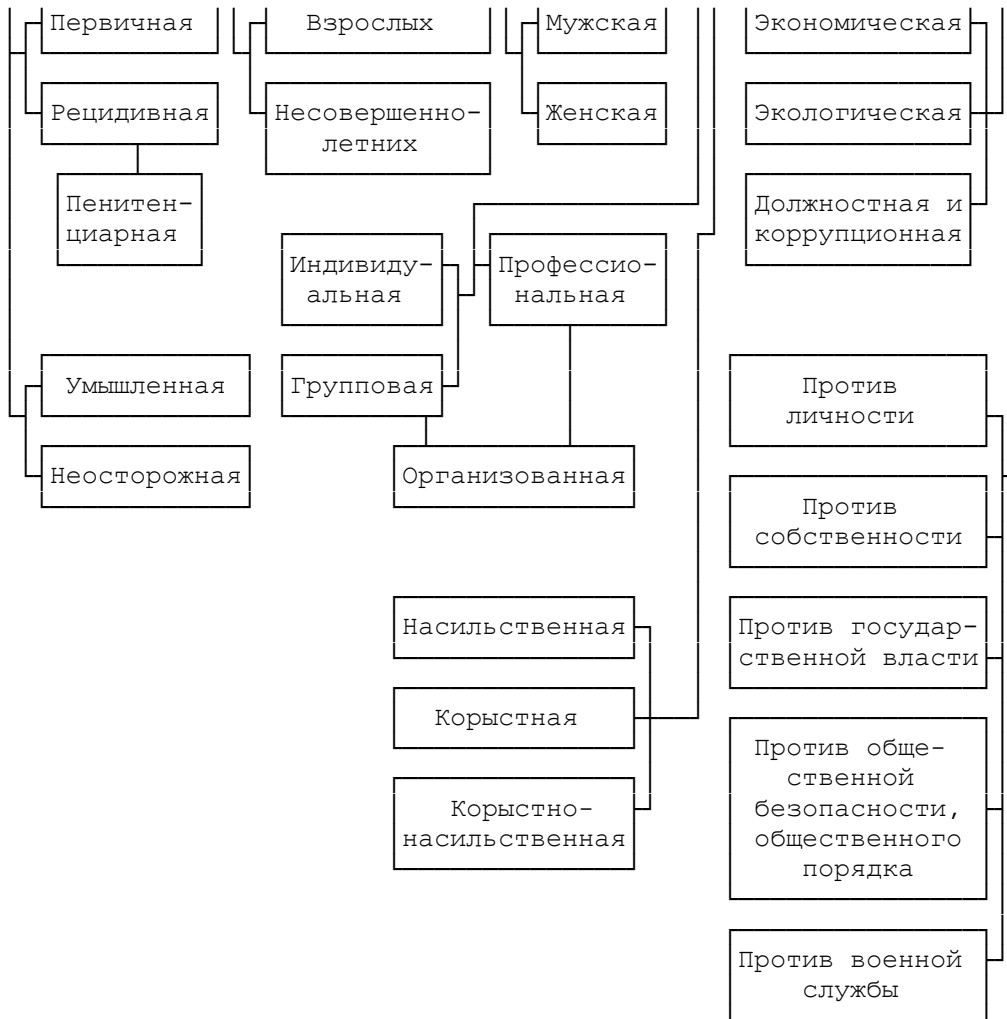 Первичная
Взрослых
Мужская
Экономическая
Рецидивная
Несовершенно-
летних
Женская
Экологическая
Пенитен-
циарная
Должностная и
коррупционная
Индивиду-
альная
Профессио-
нальная
Умышленная
Групповая
Против
личности
Неосторожная
Организованная
Против
собственности
Насильственная
Против государ-
ственной власти
Корыстная
Против обще-
ственной
безопасности,
общественного
порядка
Корыстно-
насильственная
Против военной
службы